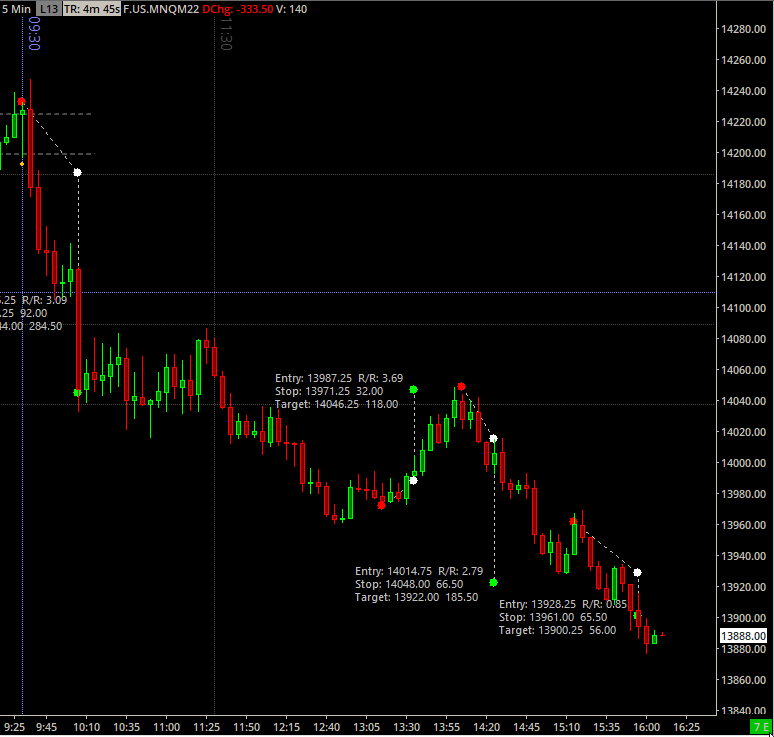 5 Min L13 TR: 4m 45s F.US.MNQM22 DChg: -333.50 V: 140
09:30
11:30
14280.00
14260.00
14240.00
14220.00
14200.00
14180.00
14160.00
14140.00
14120.00
14100.00
14080.00
14060.00
14040.00
14020.00
14000.00
13980.00
13960.00
13940.00
13920.00
13900.00
13888.00
13880.00
13860.00
13840.00
.25 R/R: 3.09
.25 92.00
44.00 284.50
Entry: 13987.25 R/R: 3.69
Stop: 13971.25 32.00
Target: 14046.25 118.00
Entry: 14014.75 R/R: 2.79
Stop: 14048.00 66.50
Target: 13922.00 185.50
Entry: 13928.25 R/R: 0.85
Stop: 13961.00 65.50
Target: 13900.25 56.00
9:25 9:45 10:10 10:35 11:00 11:25 11:50 12:15 12:40 13:05 13:30 13:55 14:20 14:45 15:10 15:35 16:00 16:25
7 E